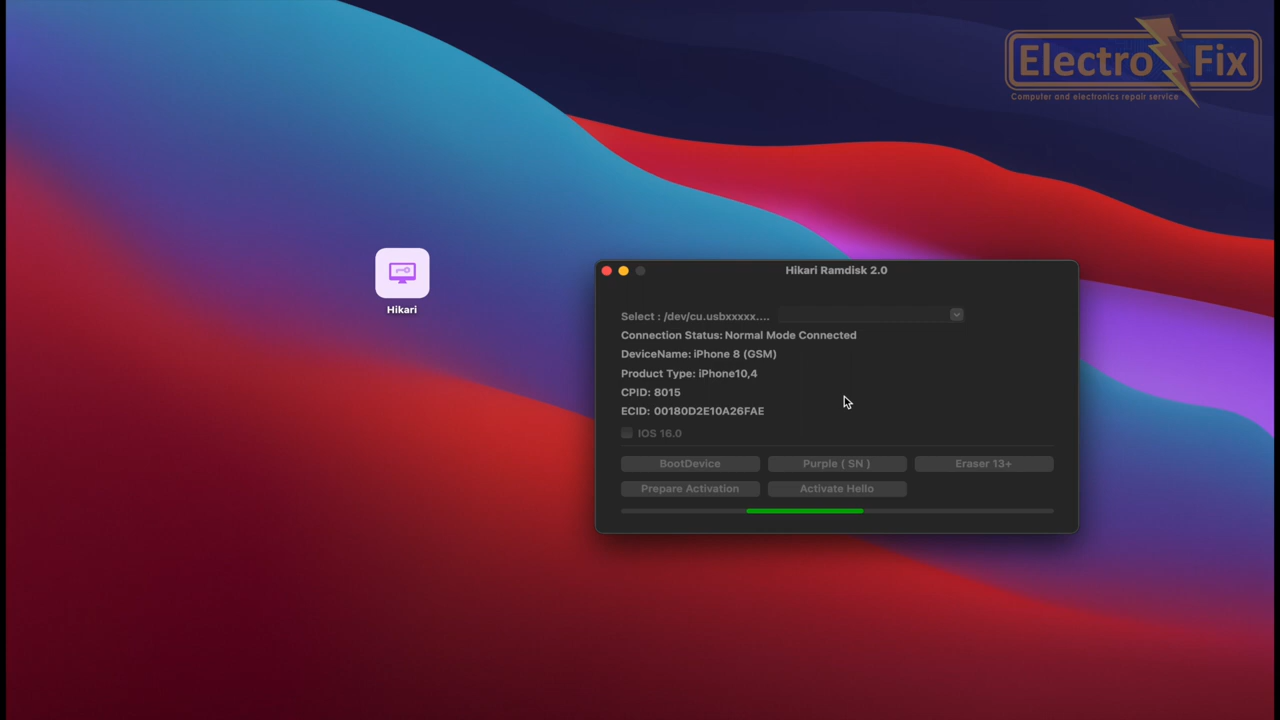 Electro Fix
Computer and electronics repair service
Hikari
Hikari Ramdisk 2.0
Select : /dev/cu.usbxxxxx....
Connection Status: Normal Mode Connected
DeviceName: iPhone 8 (GSM)
Product Type: iPhone10,4
CPID: 8015
ECID: 00180D2E10A26FAE
IOS 16.0
BootDevice Purple ( SN ) Eraser 13+
Prepare Activation Activate Hello